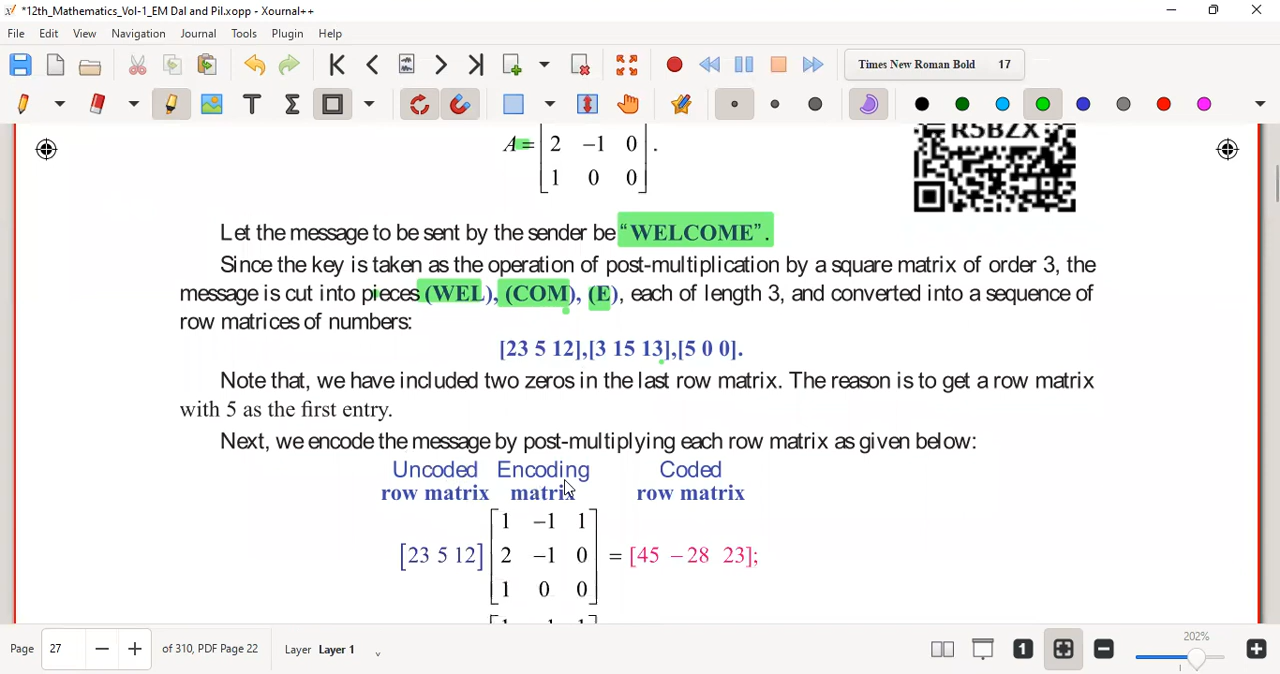 *12th_Mathematics_Vol-1_EM Dal and Pil.xopp - Xournal++
File Edit View Navigation Journal Tools Plugin Help
Times New Roman Bold 17
R5BZX
A = [2 −1 0
1 0 0].
Let the message to be sent by the sender be “WELCOME”.
Since the key is taken as the operation of post-multiplication by a square matrix of order 3, the
message is cut into pieces (WEL), (COM), (E), each of length 3, and converted into a sequence of
row matrices of numbers:
[23 5 12],[3 15 13],[5 0 0].
Note that, we have included two zeros in the last row matrix. The reason is to get a row matrix
with 5 as the first entry.
Next, we encode the message by post-multiplying each row matrix as given below:
Uncoded Encoding Coded
row matrix matrix row matrix
1 −1 1
[23 5 12] 2 −1 0 = [45 −28 23];
1 0 0
Page 27 of 310, PDF Page 22 Layer Layer 1 1 202%